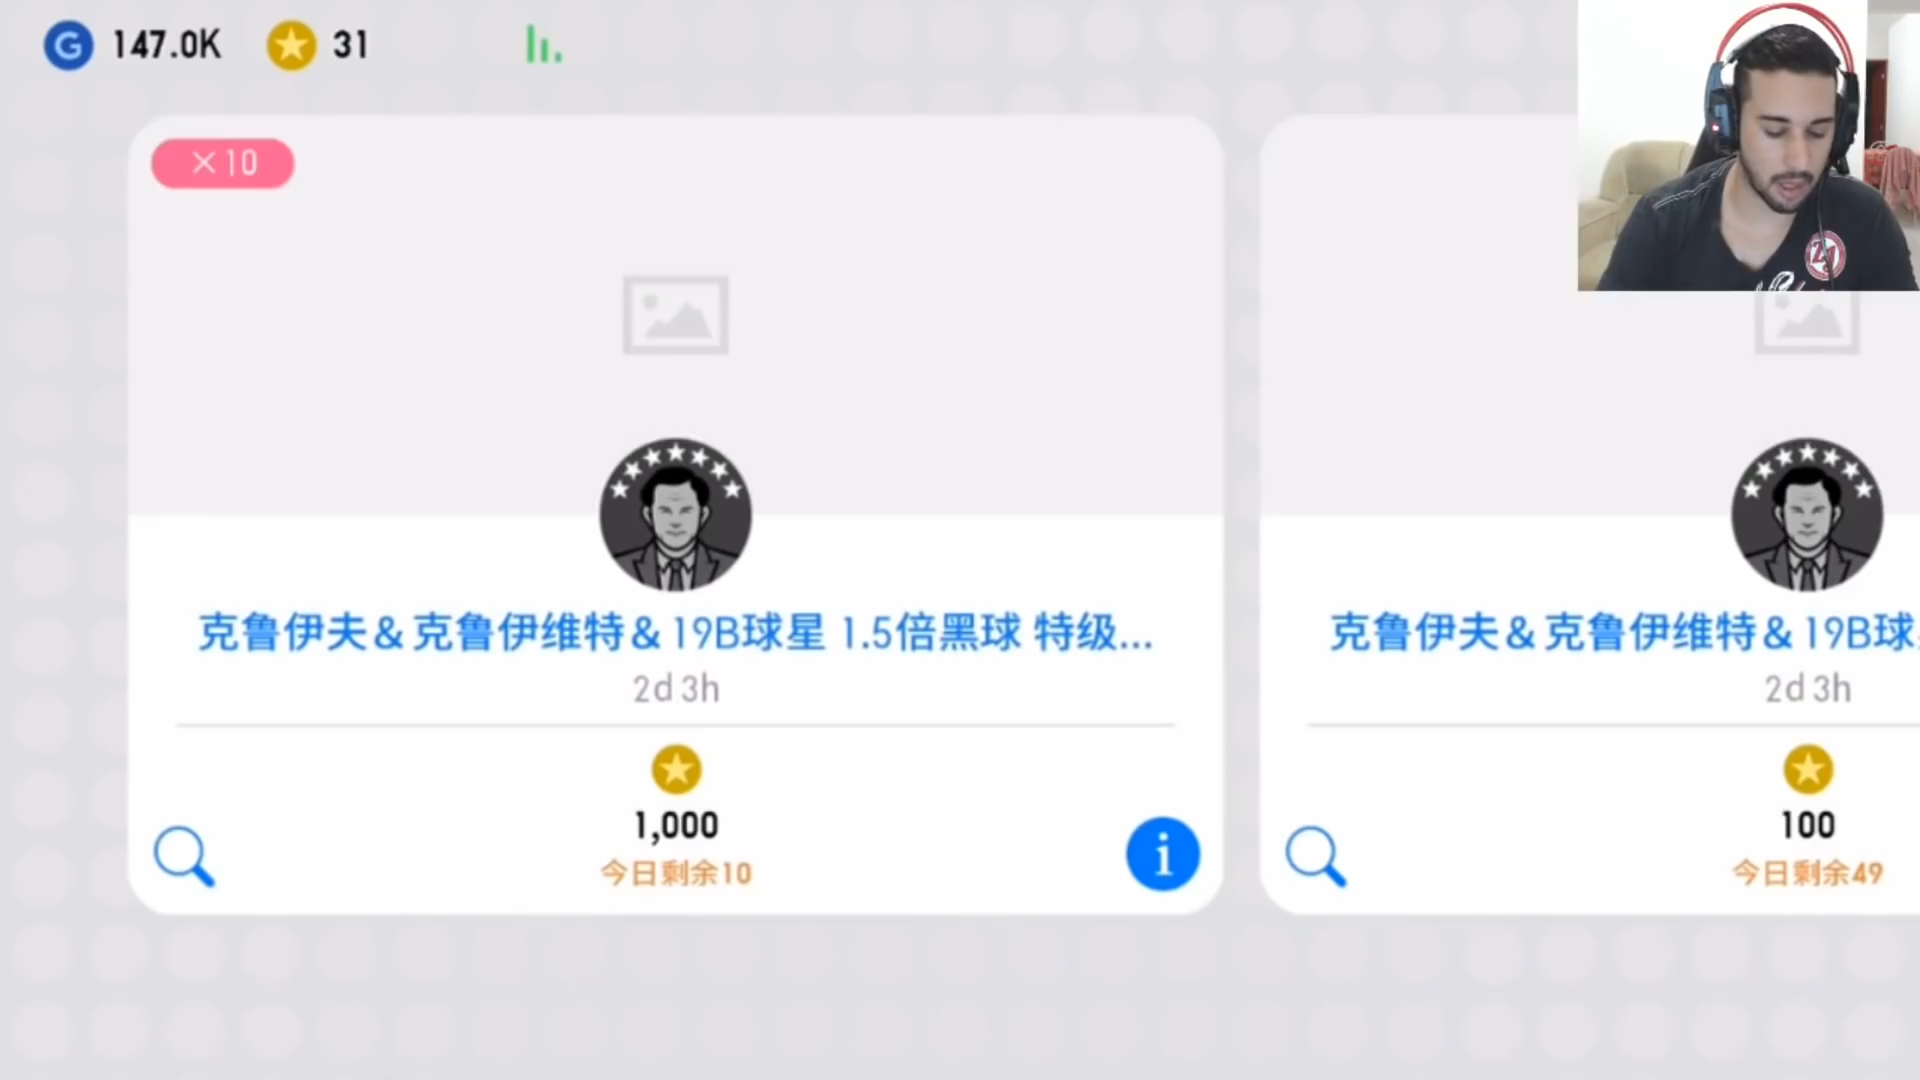 G 147.0K 31
×10
克鲁伊夫&克鲁伊维特&19B球星 1.5倍黑球 特级...
2d 3h
1,000
今日剩余10
i
克鲁伊夫&克鲁伊维特&19B球
2d 3h
100
今日剩余49